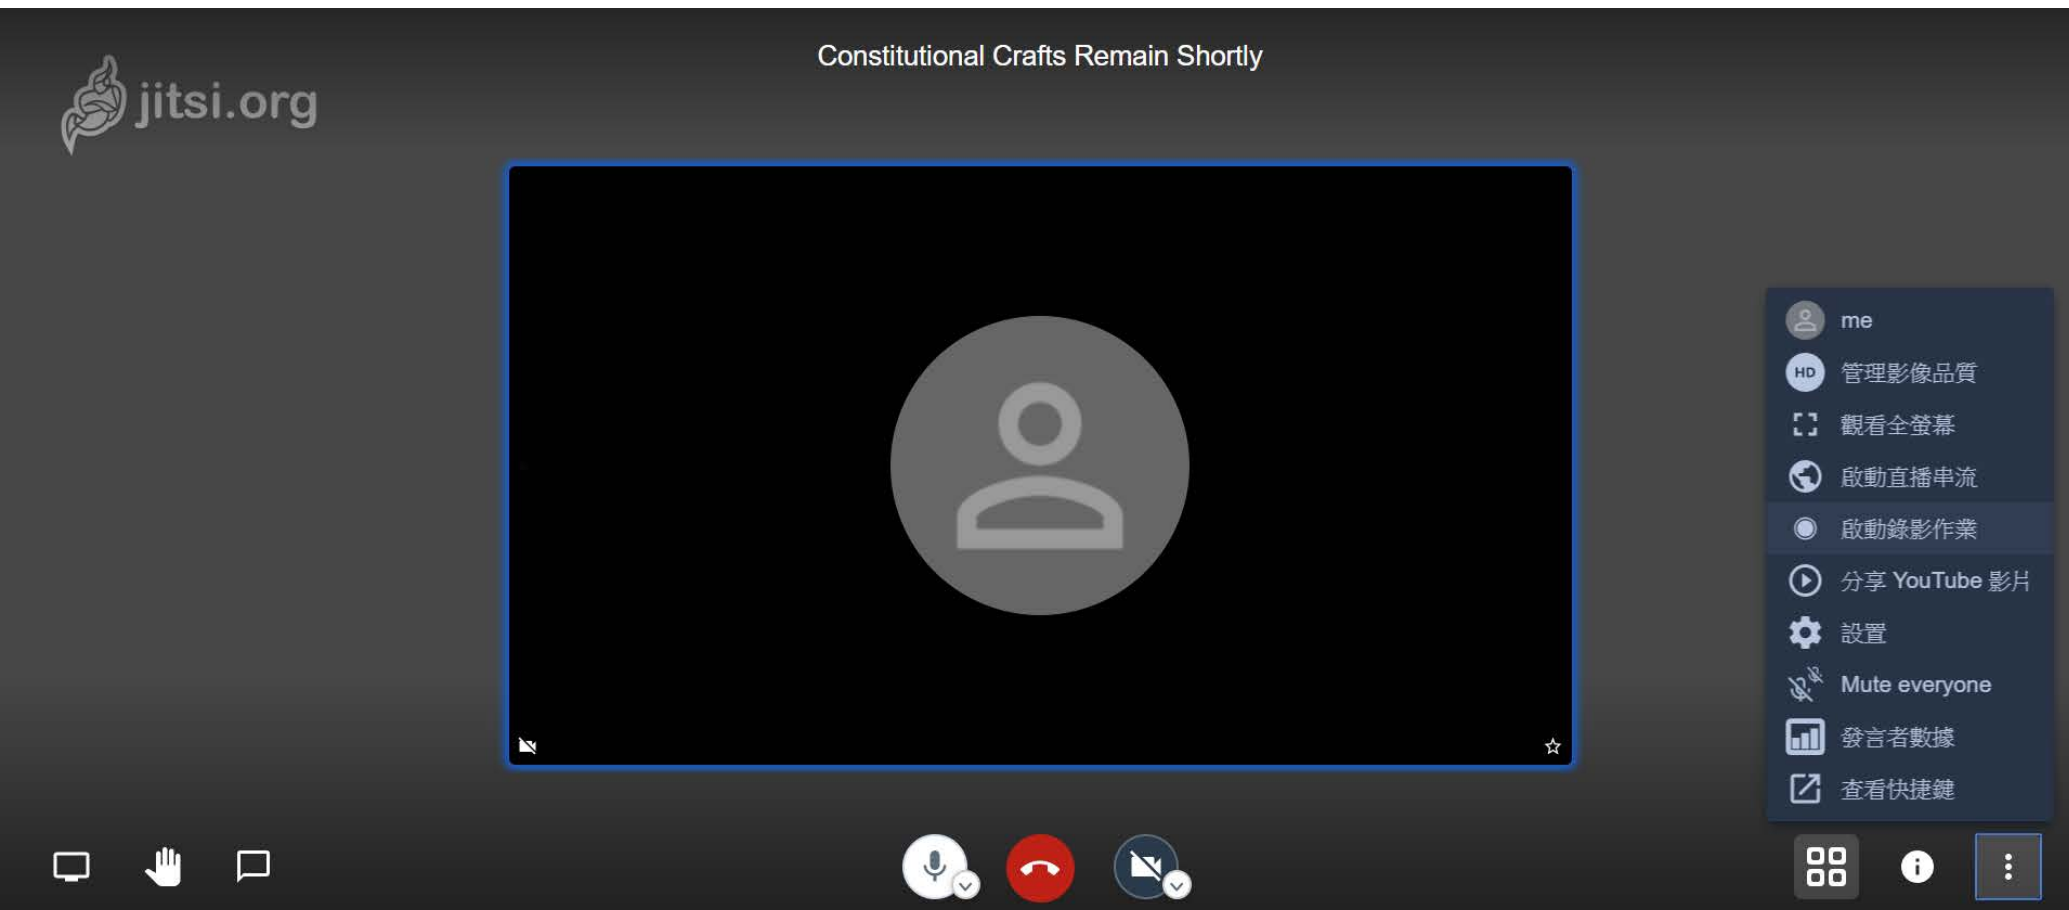 Constitutional Crafts Remain Shortly
jitsi.org
me
HD 管理影像品質
觀看全螢幕
啟動直播串流
啟動錄影作業
分享 YouTube 影片
設置
Mute everyone
發言者數據
查看快捷鍵